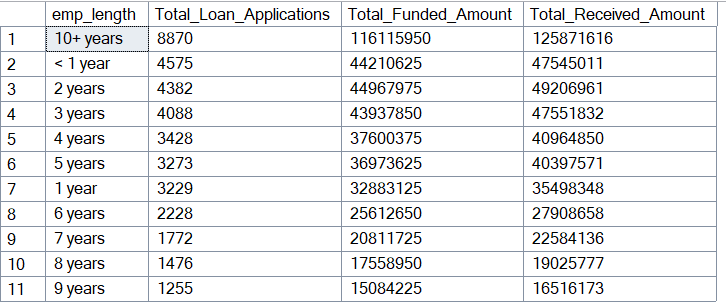 emp_length Total_Loan_Applications Total_Funded_Amount Total_Received_Amount
1 10+ years 8870 116115950 125871616
2 < 1 year 4575 44210625 47545011
3 2 years 4382 44967975 49206961
4 3 years 4088 43937850 47551832
5 4 years 3428 37600375 40964850
6 5 years 3273 36973625 40397571
7 1 year 3229 32883125 35498348
8 6 years 2228 25612650 27908658
9 7 years 1772 20811725 22584136
10 8 years 1476 17558950 19025777
11 9 years 1255 15084225 16516173